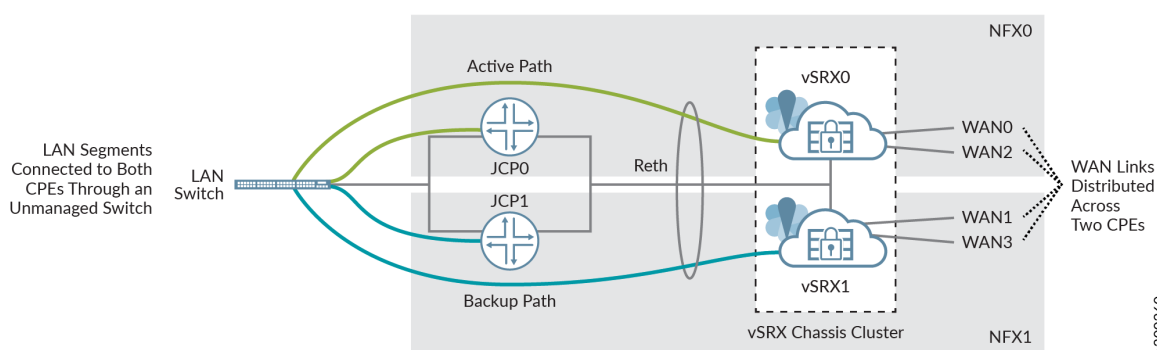 NFX0
Active Path
vSRX0
JCP0
WAN0
WAN2
LAN Segments
Connected to Both
CPEs Through an
Unmanaged Switch
LAN
Switch
Reth
WAN Links
Distributed
Across
Two CPEs
JCP1
WAN1
WAN3
vSRX1
Backup Path
vSRX Chassis Cluster
NFX1